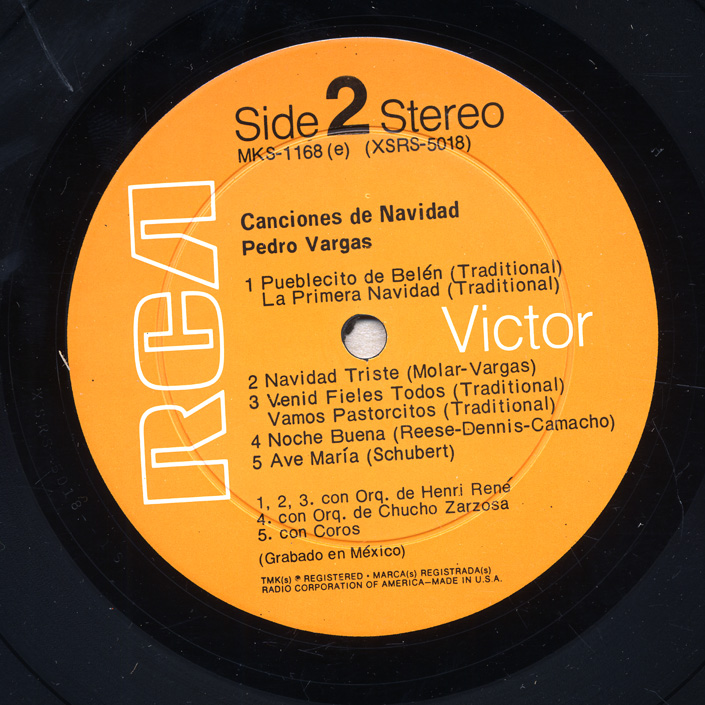 Side 2 Stereo
MKS-1168 (e) (XSRS-5018)
RCA
Canciones de Navidad
Pedro Vargas
1 Pueblecito de Belén (Traditional)
La Primera Navidad (Traditional)
Victor
2 Navidad Triste (Molar-Vargas)
3 Venid Fieles Todos (Traditional)
Vamos Pastorcitos (Traditional)
4 Noche Buena (Reese-Dennis-Camacho)
5 Ave María (Schubert)
1, 2, 3. con Orq. de Henri René
4. con Orq. de Chucho Zarzosa
5. con Coros
(Grabado en México)
TMK(s) ® REGISTERED • MARCA(s) REGISTRADA(s)
RADIO CORPORATION OF AMERICA—MADE IN U.S.A.